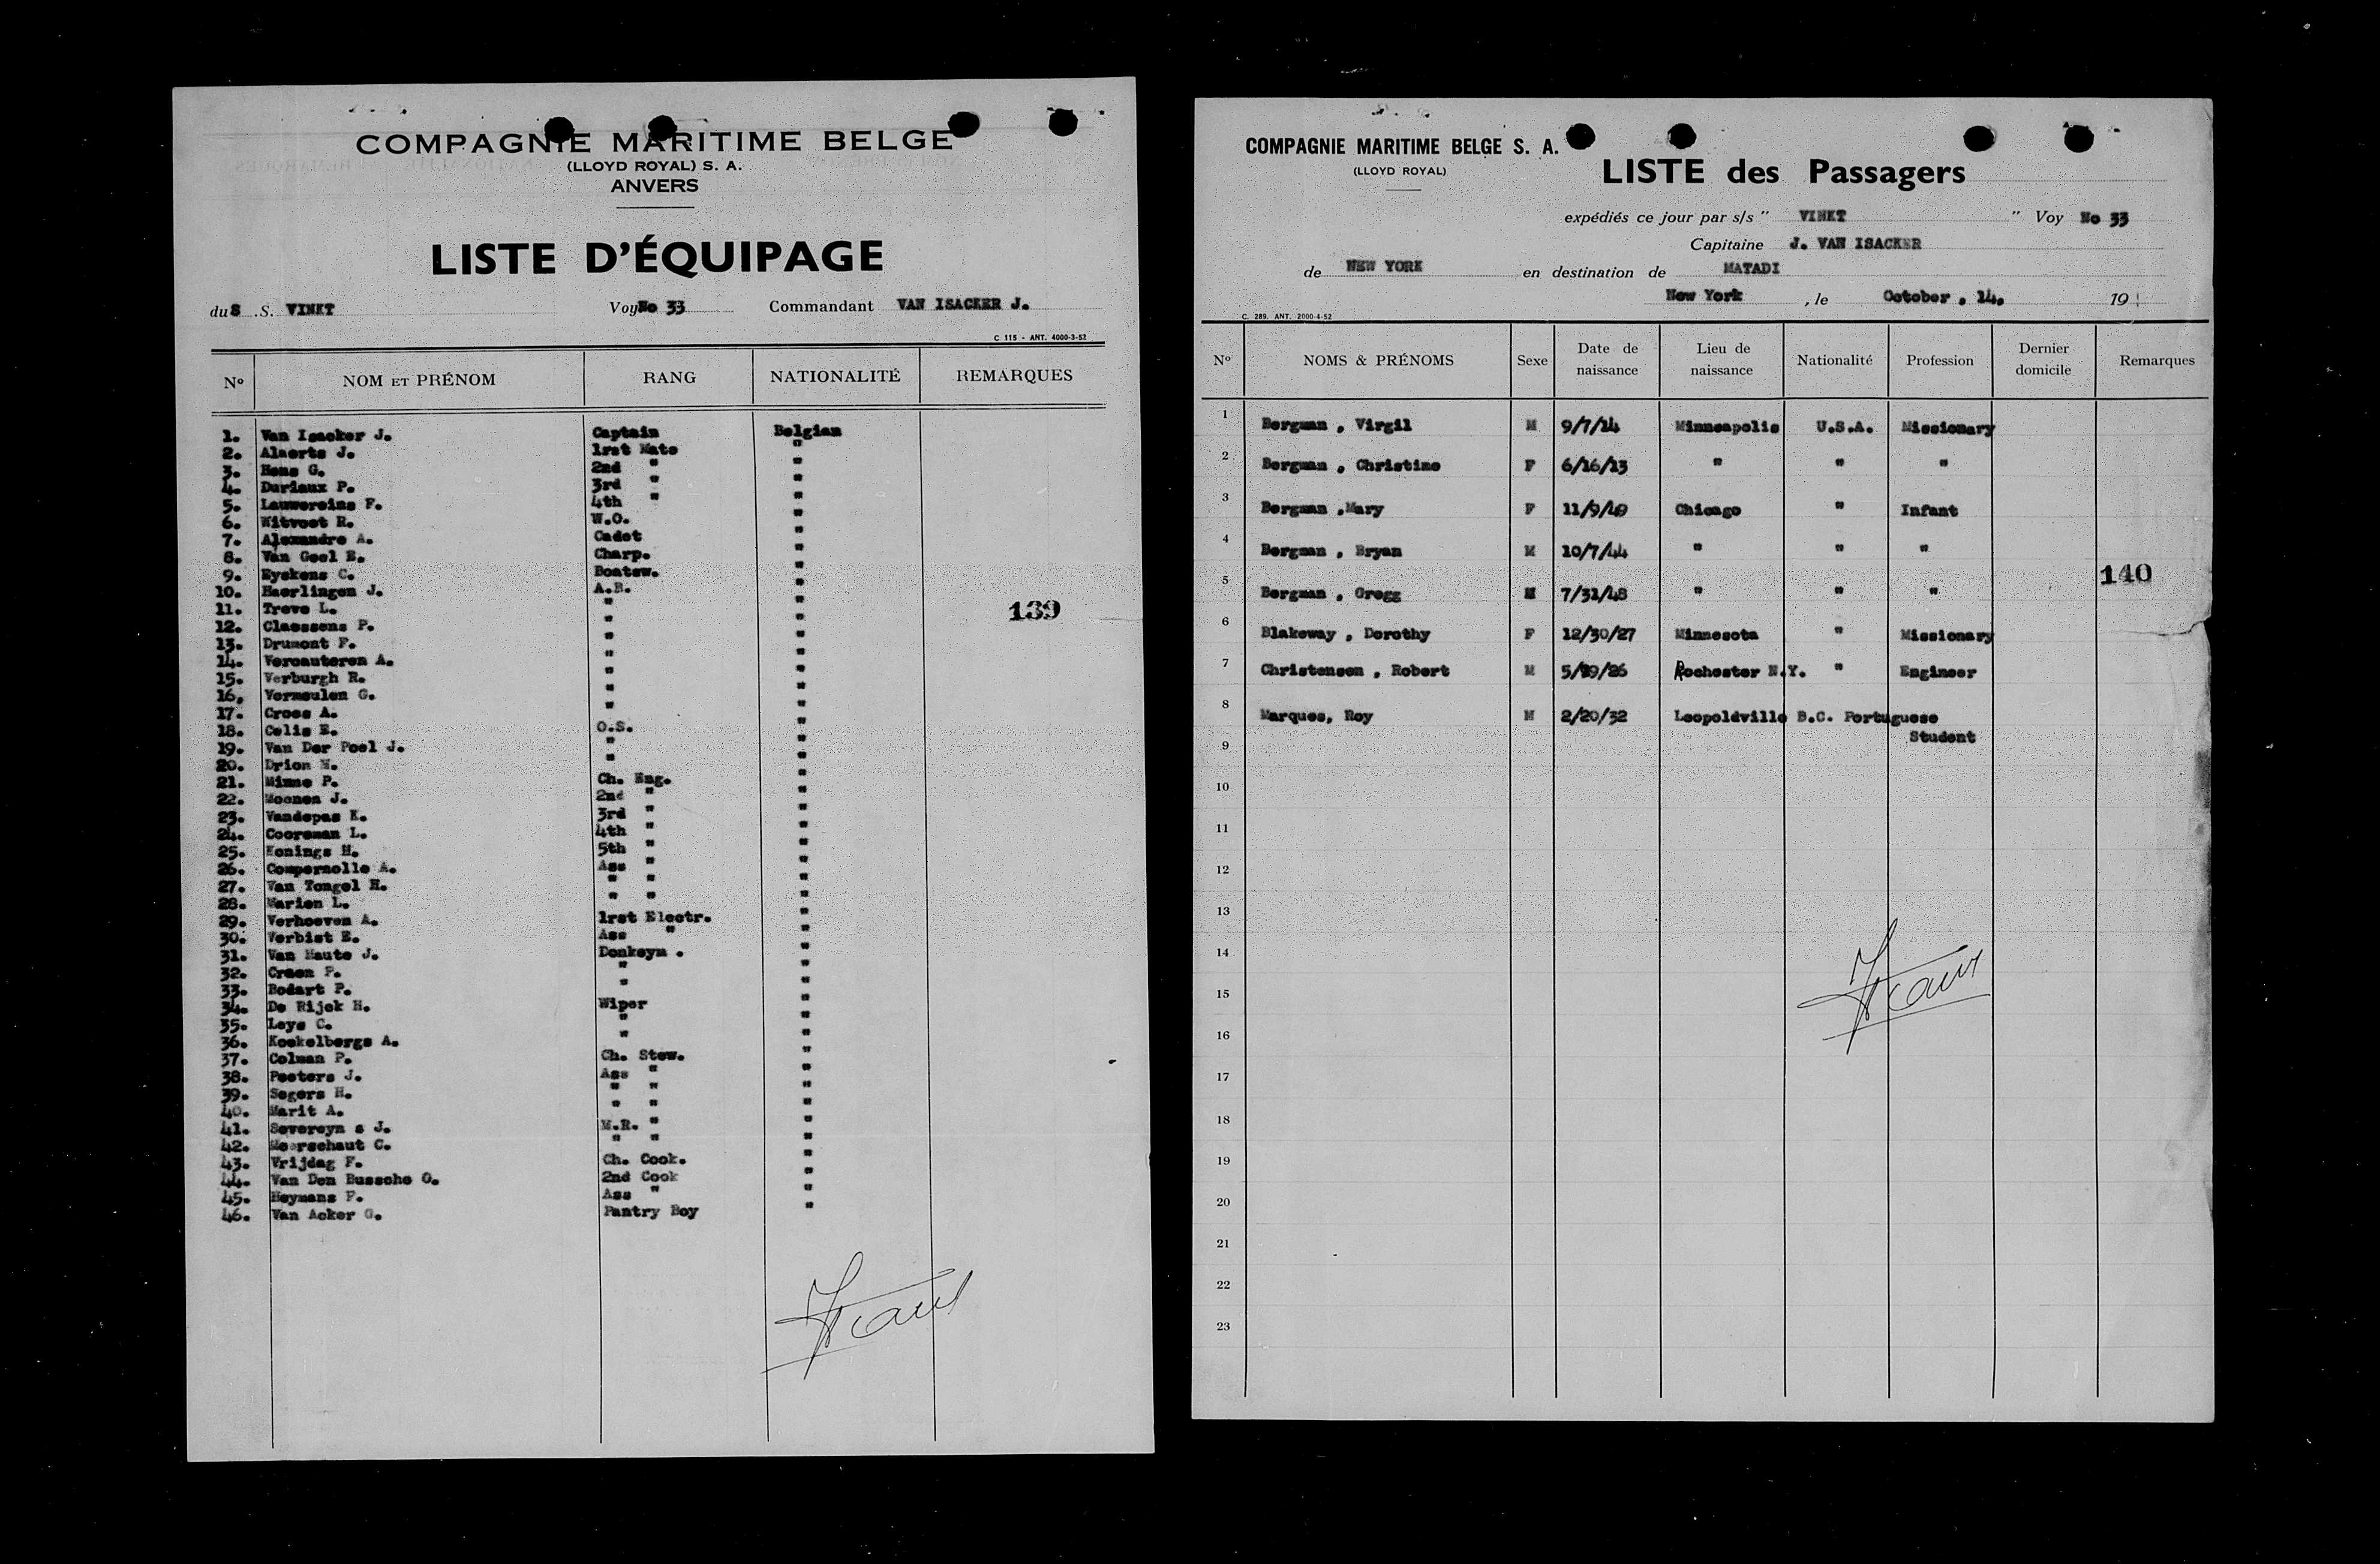 COMPAGNIE MARITIME BELGE
(LLOYD ROYAL) S. A.
ANVERS
LISTE D'ÉQUIPAGE
du S .S. VINKT Voy No 33 Commandant VAN ISACKER J.
C 115 - ANT. 4000-3-52
No NOM ET PRÉNOM RANG NATIONALITÉ REMARQUES
1. Van Isacker J. Captain Belgian
2. Alaerts J. 1rst Mate "
3. Hens G. 2nd " "
4. Duriaux P. 3rd " "
5. Lauwereins F. 4th " "
6. Witvoet R. W.O. "
7. Alexandre A. Cadet "
8. Van Geel E. Charp. "
9. Eyskens C. Boatsw. "
10. Haerlingen J. A.B. "
11. Treve L. " "
12. Claessens P. " "
13. Drumont F. " "
14. Vercauteren A. " "
15. Verburgh R. " "
16, Vermeulen G. " "
17. Croes A. " "
18. Celis E. O.S. "
19. Van Der Poel J. " "
20. Drion H. " "
21. Minne P. Ch. Eng. "
22. Moonen J. 2nd " "
23. Vandepas K. 3rd " "
24. Cooreman L. 4th " "
25. Konings H. 5th " "
26. Compernolle A. Ass " "
27. Van Tongel H. " " "
28. Marien L. " " "
29. Verhoeven A. 1rst Electr. "
30. Verbist E. Ass " "
31. Van Haute J. Donkeym . "
32. Craen P. " "
33. Bodart P. " "
34. De Rijck H. Wiper "
35. Leys C. " "
36. Koekelbergs A. " "
37. Colman P. Ch. Stew. "
38. Peeters J. Ass " "
39. Segers H. " " "
40. Marit A. " " "
41. Severeyn s J. M.R. " "
42. Meerschaut C. " " "
43. Vrijdag F. Ch. Cook. "
44. Van Den Bussche O. 2nd Cook "
45. Heymans F. Ass " "
46. Van Acker G. Pantry Boy "
139
COMPAGNIE MARITIME BELGE S. A.
(LLOYD ROYAL)
LISTE des Passagers
expédiés ce jour par s/s " VINKT " Voy No 33
Capitaine J. VAN ISACKER
de NEW YORK en destination de MATADI
New York , le October . 14. 19
C. 289. ANT. 2000-4-52
No NOMS & PRÉNOMS Sexe Date de naissance Lieu de naissance Nationalité Profession Dernier domicile Remarques
1 Bergman , Virgil M 9/7/14 Minneapolis U.S.A. Missionary
2 Bergman , Christine F 6/16/13 " " "
3 Bergman ,Mary F 11/9/49 Chicago " Infant
4 Bergman , Bryan M 10/7/44 " " "
5 Bergman , Gregg M 7/31/48 " " "
140
6 Blakeway , Dorothy F 12/30/27 Minnesota " Missionary
7 Christensen , Robert M 5/29/26 Rochester N.Y. " Engineer
8 Marques, Roy M 2/20/32 Leopoldville B.C. Portuguese
9 Student
10
11
12
13
14
15
16
17
18
19
20
21
22
23